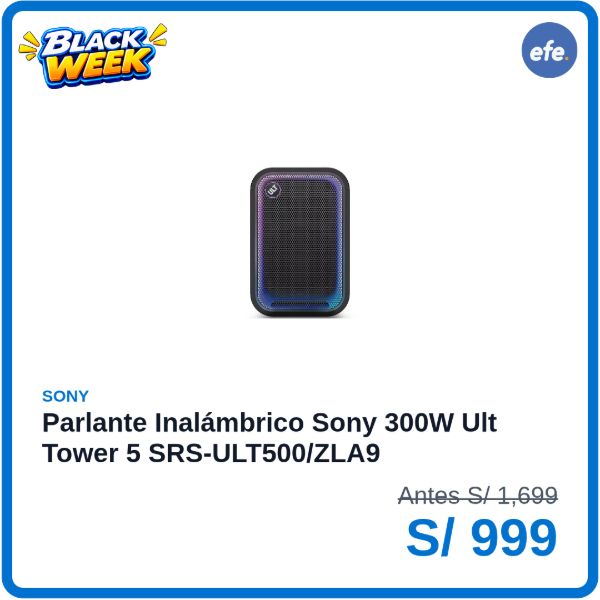 BLACK
WEEK
efe.
ULT
SONY
Parlante Inalámbrico Sony 300W Ult
Tower 5 SRS-ULT500/ZLA9
Antes S/ 1,699
S/ 999